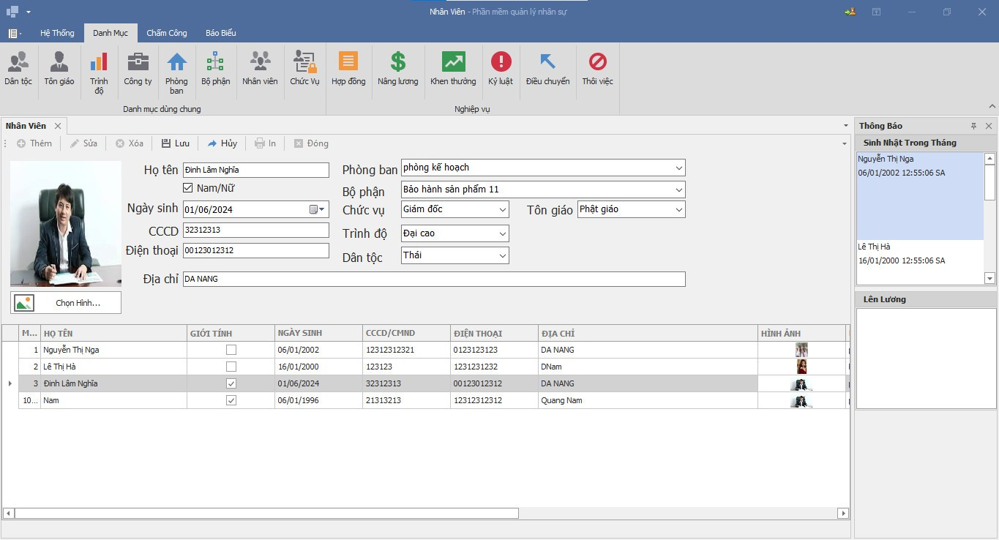 Nhân Viên - Phần mềm quản lý nhân sự
Hệ Thống Danh Mục Chấm Công Báo Biểu
Dân tộc Tôn giáo Trình độ Công ty Phòng ban Bộ phận Nhân viên Chức Vụ Hợp đồng Nâng lương Khen thưởng Kỷ luật Điều chuyển Thôi việc
Danh mục dùng chung Nghiệp vụ
Nhân Viên
Thêm Sửa Xóa Lưu Hủy In Đóng
Họ tên Đinh Lâm Nghĩa
Nam/Nữ
Ngày sinh 01/06/2024
CCCD 32312313
Điện thoại 00123012312
Địa chỉ DA NANG
Phòng ban phòng kế hoạch
Bộ phận Bảo hành sản phẩm 11
Chức vụ Giám đốc Tôn giáo Phật giáo
Trình độ Đại cao
Dân tộc Thái
Chọn Hình...
M... HỌ TÊN GIỚI TÍNH NGÀY SINH CCCD/CMND ĐIỆN THOẠI ĐỊA CHỈ HÌNH ẢNH
1 Nguyễn Thị Nga 06/01/2002 12312312321 0123123123 DA NANG
2 Lê Thị Hà 16/01/2000 123123 1231231232 DNam
3 Đinh Lâm Nghĩa 01/06/2024 32312313 00123012312 DA NANG
10... Nam 06/01/1996 21313213 12312312312 Quang Nam
Thông Báo
Sinh Nhật Trong Tháng
Nguyễn Thị Nga
06/01/2002 12:55:06 SA
Lê Thị Hà
16/01/2000 12:55:06 SA
Lên Lương